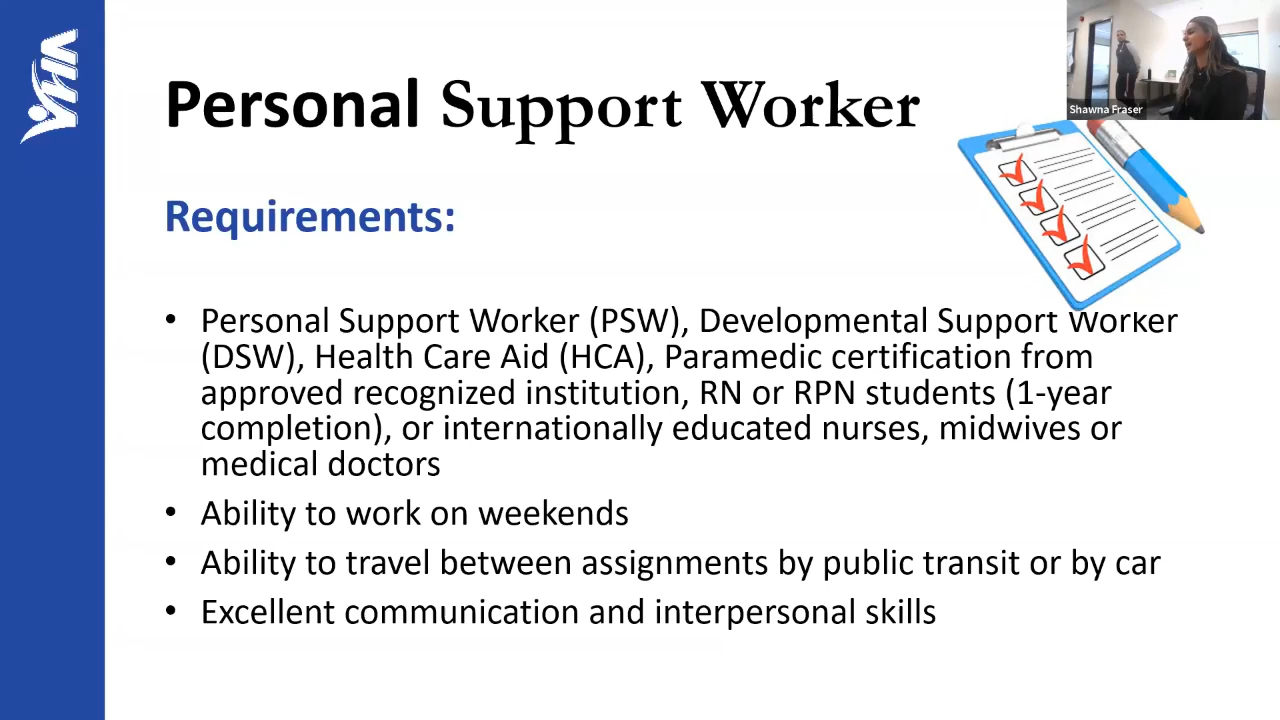 VHA
Personal Support Worker
Shawna Fraser
Requirements:
• Personal Support Worker (PSW), Developmental Support Worker
(DSW), Health Care Aid (HCA), Paramedic certification from
approved recognized institution, RN or RPN students (1-year
completion), or internationally educated nurses, midwives or
medical doctors
• Ability to work on weekends
• Ability to travel between assignments by public transit or by car
• Excellent communication and interpersonal skills